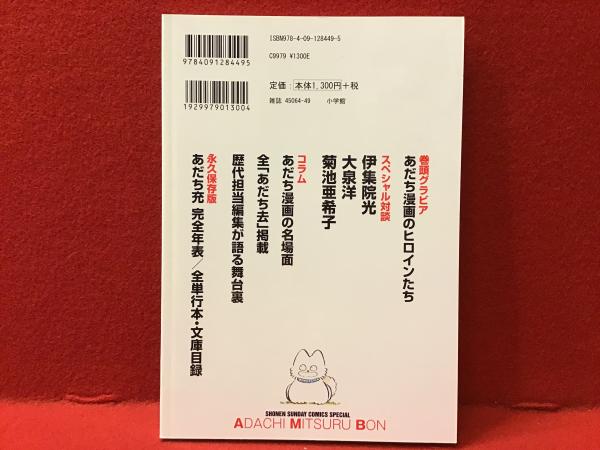 ISBN978-4-09-128449-5
C9979 ¥1300E
定価：本体1,300円＋税
雑誌 45064-49 小学館
9784091284495
1929979013004
巻頭グラビア
あだち漫画のヒロインたち
スペシャル対談
伊集院光
大泉洋
菊池亜希子
コラム
あだち漫画の名場面
全「あだち去」掲載
歴代担当編集が語る舞台裏
永久保存版
あだち充 完全年表／全単行本・文庫目録
SHONEN SUNDAY COMICS SPECIAL
ADACHI MITSURU BON